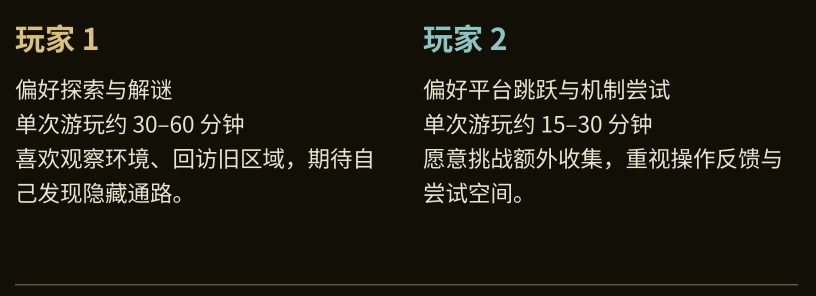 玩家 1
偏好探索与解谜
单次游玩约 30–60 分钟
喜欢观察环境、回访旧区域，期待自
己发现隐藏通路。
玩家 2
偏好平台跳跃与机制尝试
单次游玩约 15–30 分钟
愿意挑战额外收集，重视操作反馈与
尝试空间。